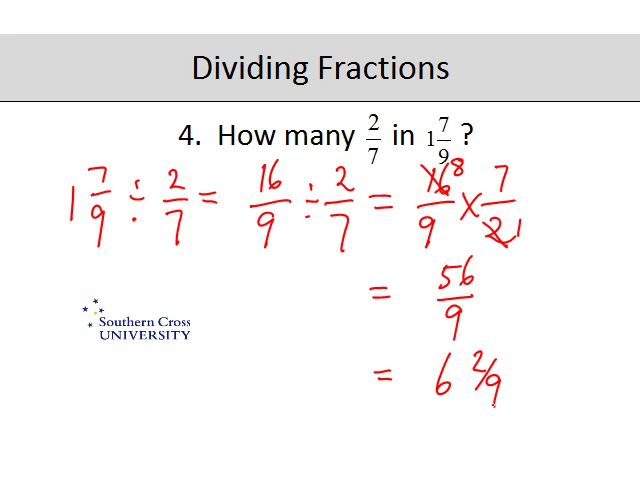 Dividing Fractions
4. How many 2/7 in 1 7/9 ?
1 7/9 ÷ 2/7 = 16/9 ÷ 2/7 = 16 8/9 × 7/2 1
= 56/9
= 6 2/9
Southern Cross
UNIVERSITY